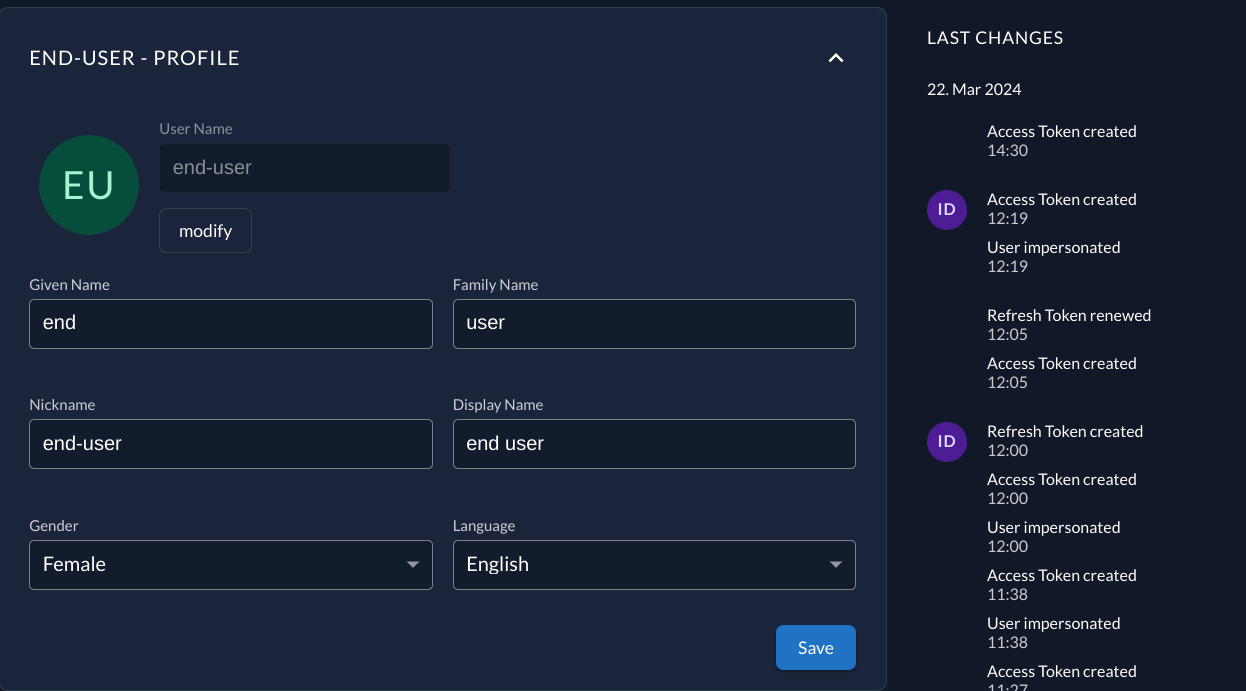 END-USER - PROFILE
User Name
EU
end-user
modify
Given Name
end
Family Name
user
Nickname
end-user
Display Name
end user
Gender
Female
Language
English
Save
LAST CHANGES
22. Mar 2024
Access Token created
14:30
ID
Access Token created
12:19
User impersonated
12:19
Refresh Token renewed
12:05
Access Token created
12:05
ID
Refresh Token created
12:00
Access Token created
12:00
User impersonated
12:00
Access Token created
11:38
User impersonated
11:38
Access Token created
11:27